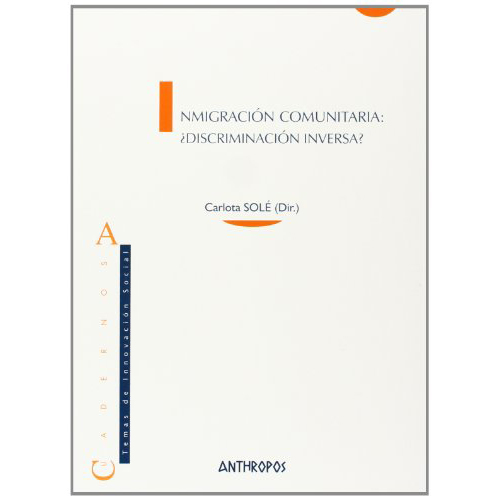 INMIGRACIÓN COMUNITARIA:
¿DISCRIMINACIÓN INVERSA?
Carlota SOLÉ (Dir.)
CUADERNOS A
Temas de Innovación Social
ANTHROPOS